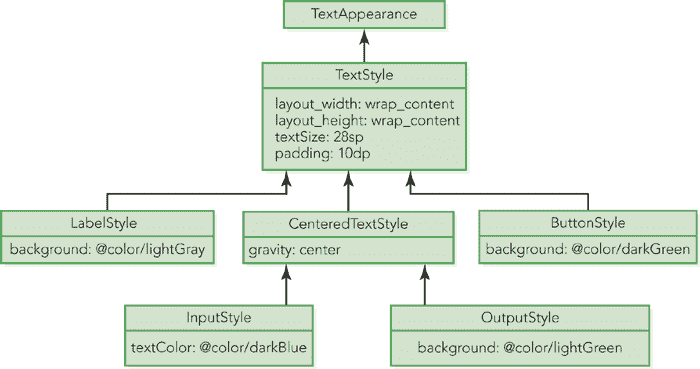 TextAppearance
TextStyle
layout_width: wrap_content
layout_height: wrap_content
textSize: 28sp
padding: 10dp
LabelStyle
background: @color/lightGray
CenteredTextStyle
gravity: center
ButtonStyle
background: @color/darkGreen
InputStyle
textColor: @color/darkBlue
OutputStyle
background: @color/lightGreen